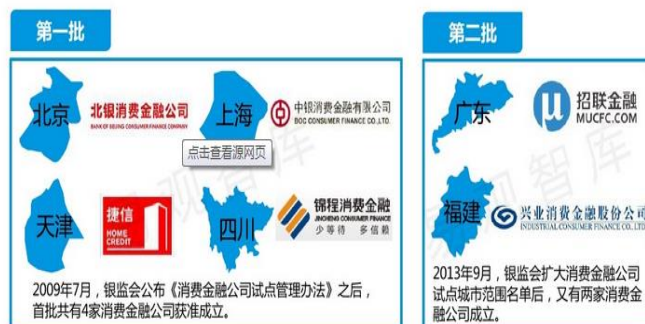 第一批
北京
北银消费金融公司
BANK OF BEIJING CONSUMER FINANCE COMPANY
上海
中银消费金融有限公司
BOC CONSUMER FINANCE CO.,LTD.
点击查看源网页
天津
捷信
HOME
CREDIT
四川
锦程消费金融
JINCHENG CONSUMER FINANCE
少等待 多信赖
2009年7月，银监会公布《消费金融公司试点管理办法》之后，
首批共有4家消费金融公司获准成立。
第二批
广东
招联金融
MUCFC.COM
福建
兴业消费金融股份公司
INDUSTRIAL CONSUMER FINANCE CO., LTD
2013年9月，银监会扩大消费金融公司
试点城市范围名单后，又有两家消费金
融公司成立。